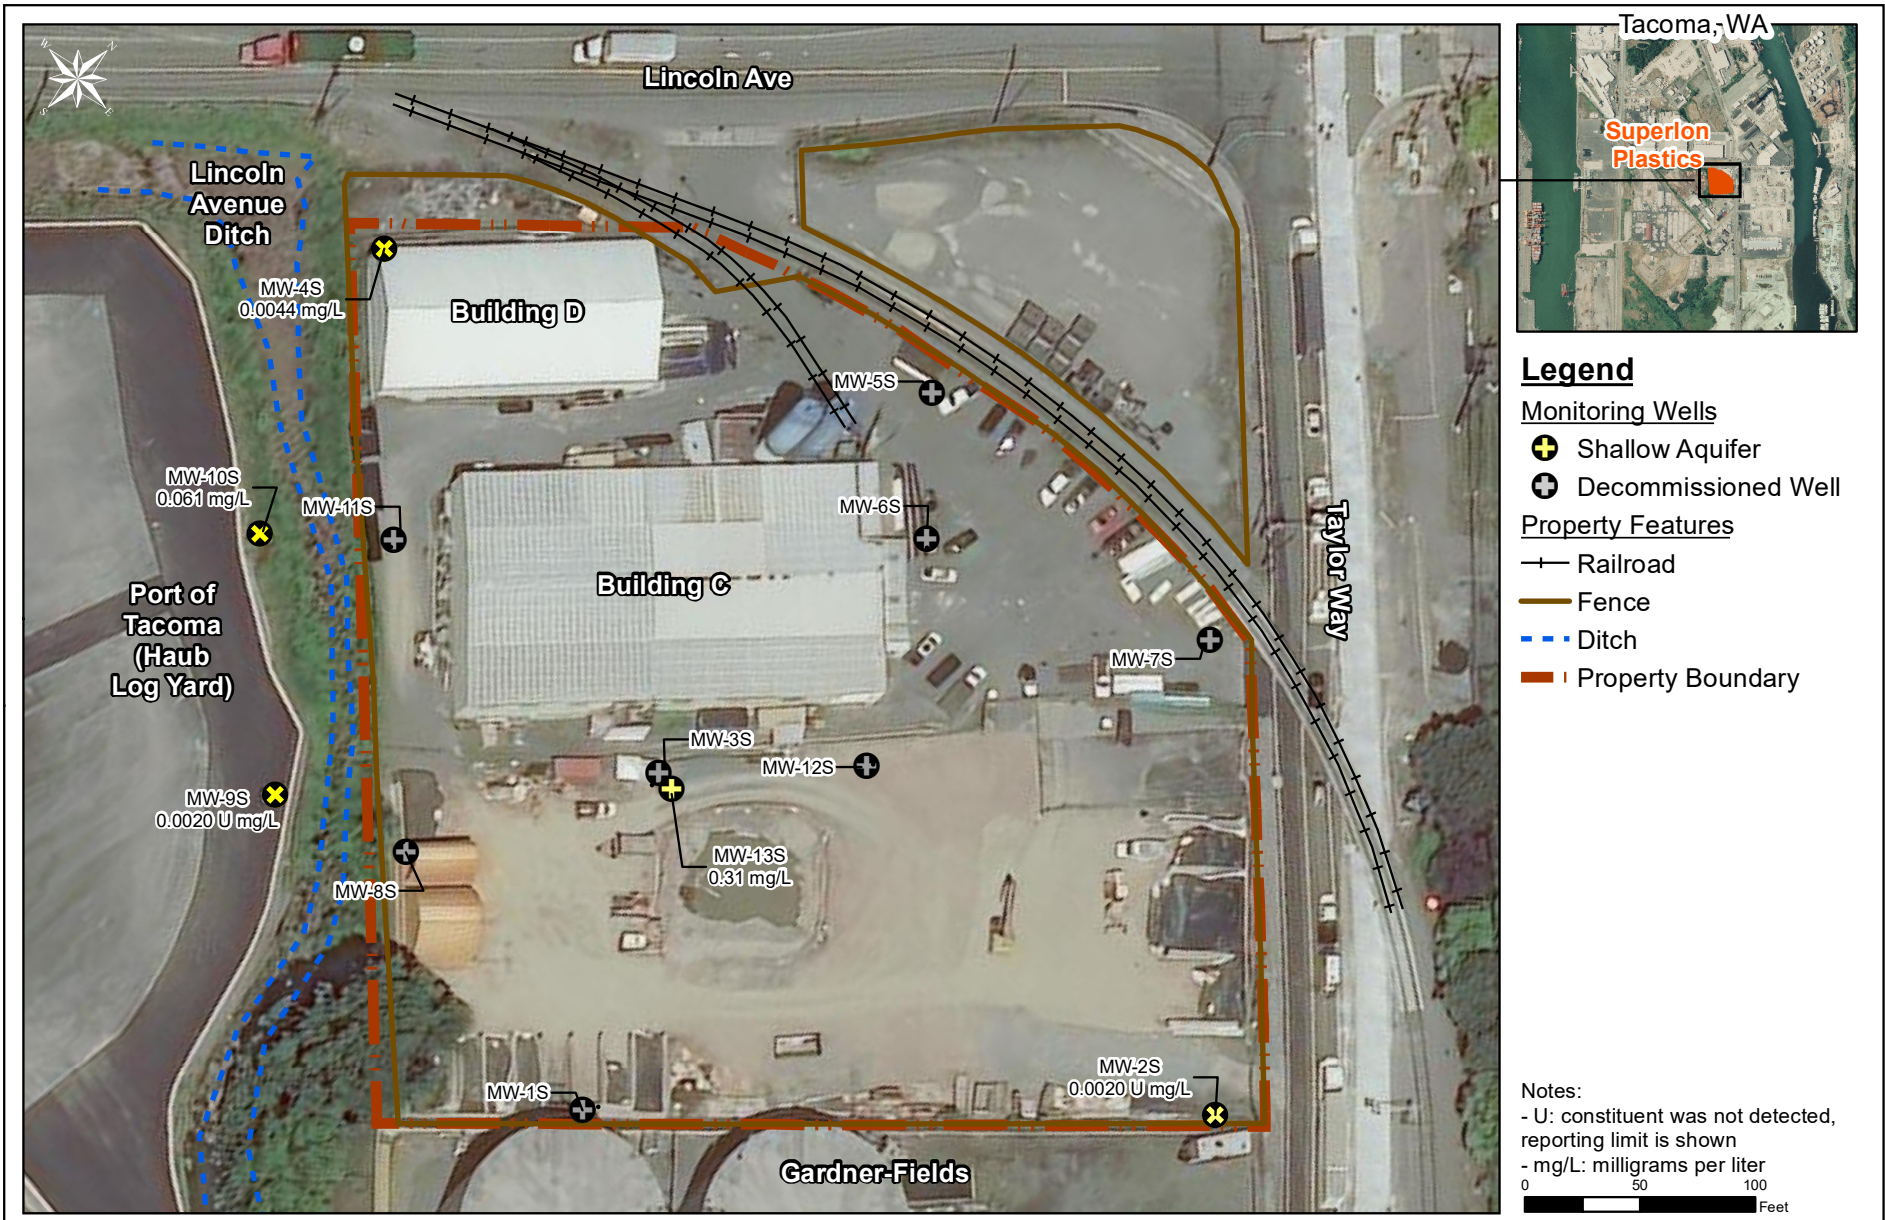 W
N
S
E
Lincoln Ave
Lincoln
Avenue
Ditch
MW-4S
0.0044 mg/L
Building D
MW-5S
MW-10S
0.061 mg/L
MW-11S
MW-6S
Building C
Port of
Tacoma
(Haub
Log Yard)
Taylor Way
MW-7S
MW-3S
MW-12S
MW-9S
0.0020 U mg/L
MW-13S
0.31 mg/L
MW-8S
MW-2S
0.0020 U mg/L
MW-1S
Gardner-Fields
Tacoma, WA
Superlon
Plastics
Legend
Monitoring Wells
Shallow Aquifer
Decommissioned Well
Property Features
Railroad
Fence
Ditch
Property Boundary
Notes:
- U: constituent was not detected,
reporting limit is shown
- mg/L: milligrams per liter
0 50 100
Feet